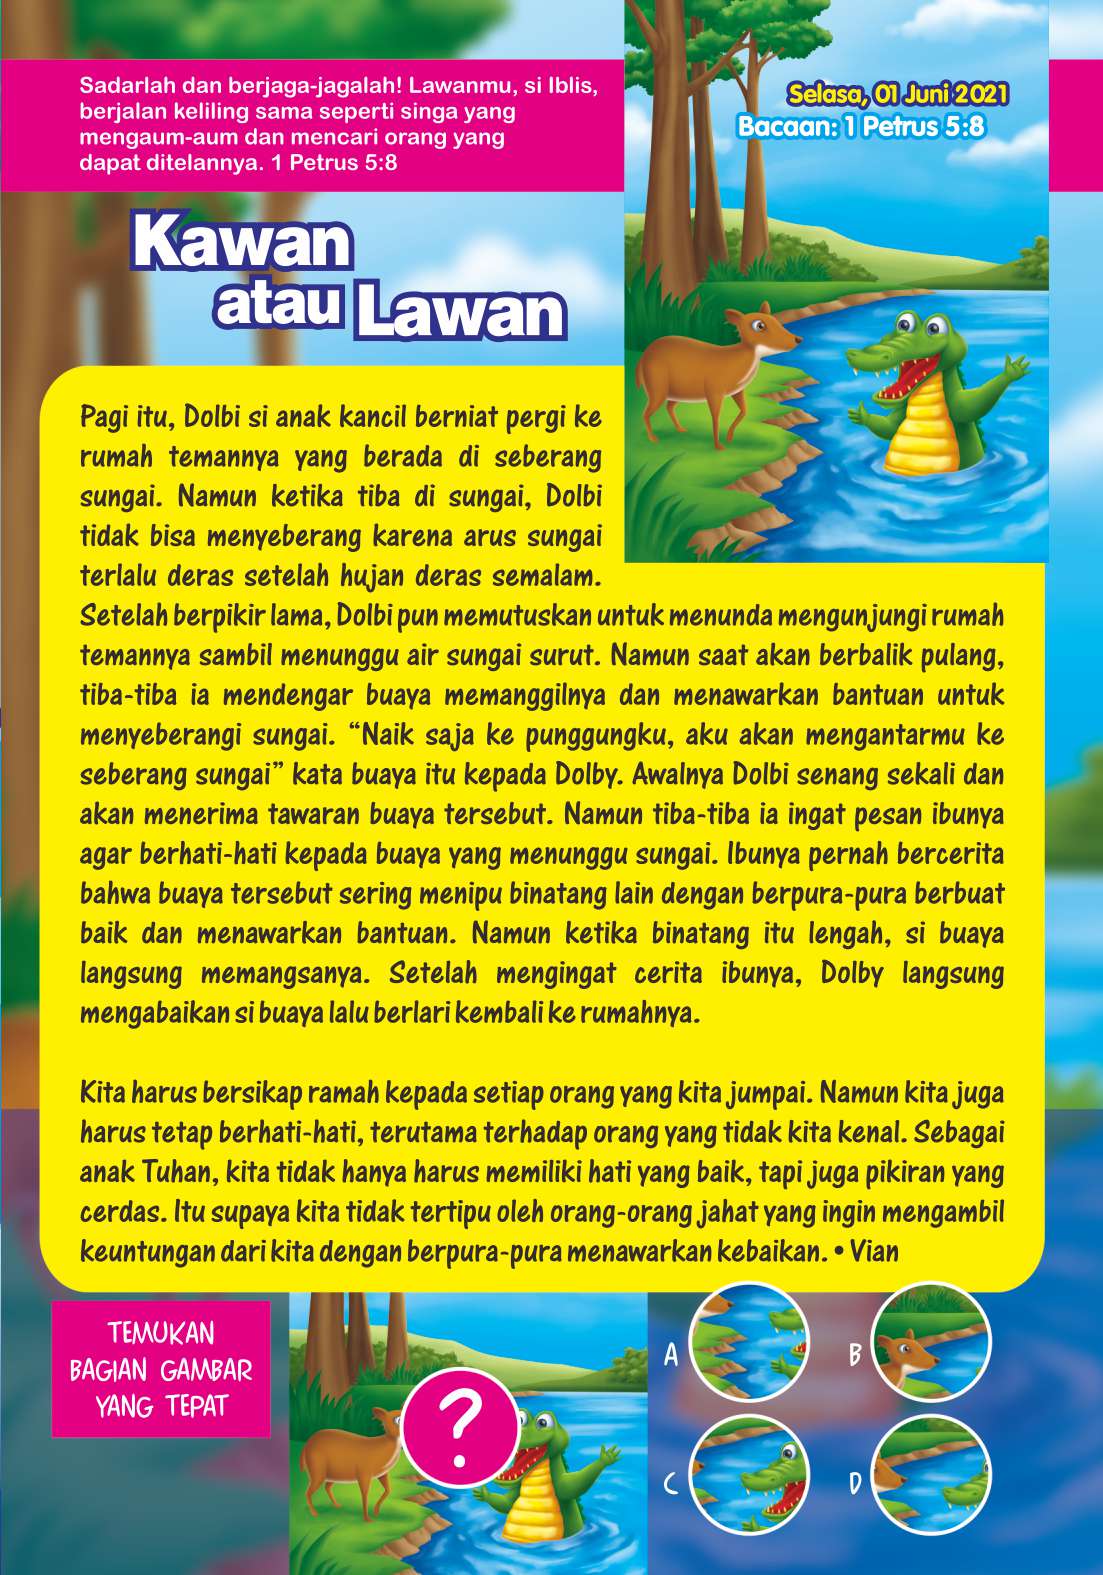 Sadarlah dan berjaga-jagalah! Lawanmu, si Iblis,
berjalan keliling sama seperti singa yang
mengaum-aum dan mencari orang yang
dapat ditelannya. 1 Petrus 5:8
Selasa, 01 Juni 2021
Bacaan: 1 Petrus 5:8
Kawan
atau Lawan
Pagi itu, Dolbi si anak kancil berniat pergi ke
rumah temannya yang berada di seberang
sungai. Namun ketika tiba di sungai, Dolbi
tidak bisa menyeberang karena arus sungai
terlalu deras setelah hujan deras semalam.
Setelah berpikir lama, Dolbi pun memutuskan untuk menunda mengunjungi rumah
temannya sambil menunggu air sungai surut. Namun saat akan berbalik pulang,
tiba-tiba ia mendengar buaya memanggilnya dan menawarkan bantuan untuk
menyeberangi sungai. “Naik saja ke punggungku, aku akan mengantarmu ke
seberang sungai” kata buaya itu kepada Dolby. Awalnya Dolbi senang sekali dan
akan menerima tawaran buaya tersebut. Namun tiba-tiba ia ingat pesan ibunya
agar berhati-hati kepada buaya yang menunggu sungai. Ibunya pernah bercerita
bahwa buaya tersebut sering menipu binatang lain dengan berpura-pura berbuat
baik dan menawarkan bantuan. Namun ketika binatang itu lengah, si buaya
langsung memangsanya. Setelah mengingat cerita ibunya, Dolby langsung
mengabaikan si buaya lalu berlari kembali ke rumahnya.
Kita harus bersikap ramah kepada setiap orang yang kita jumpai. Namun kita juga
harus tetap berhati-hati, terutama terhadap orang yang tidak kita kenal. Sebagai
anak Tuhan, kita tidak hanya harus memiliki hati yang baik, tapi juga pikiran yang
cerdas. Itu supaya kita tidak tertipu oleh orang-orang jahat yang ingin mengambil
keuntungan dari kita dengan berpura-pura menawarkan kebaikan. • Vian
TEMUKAN
BAGIAN GAMBAR
YANG TEPAT
?
A
B
C
D